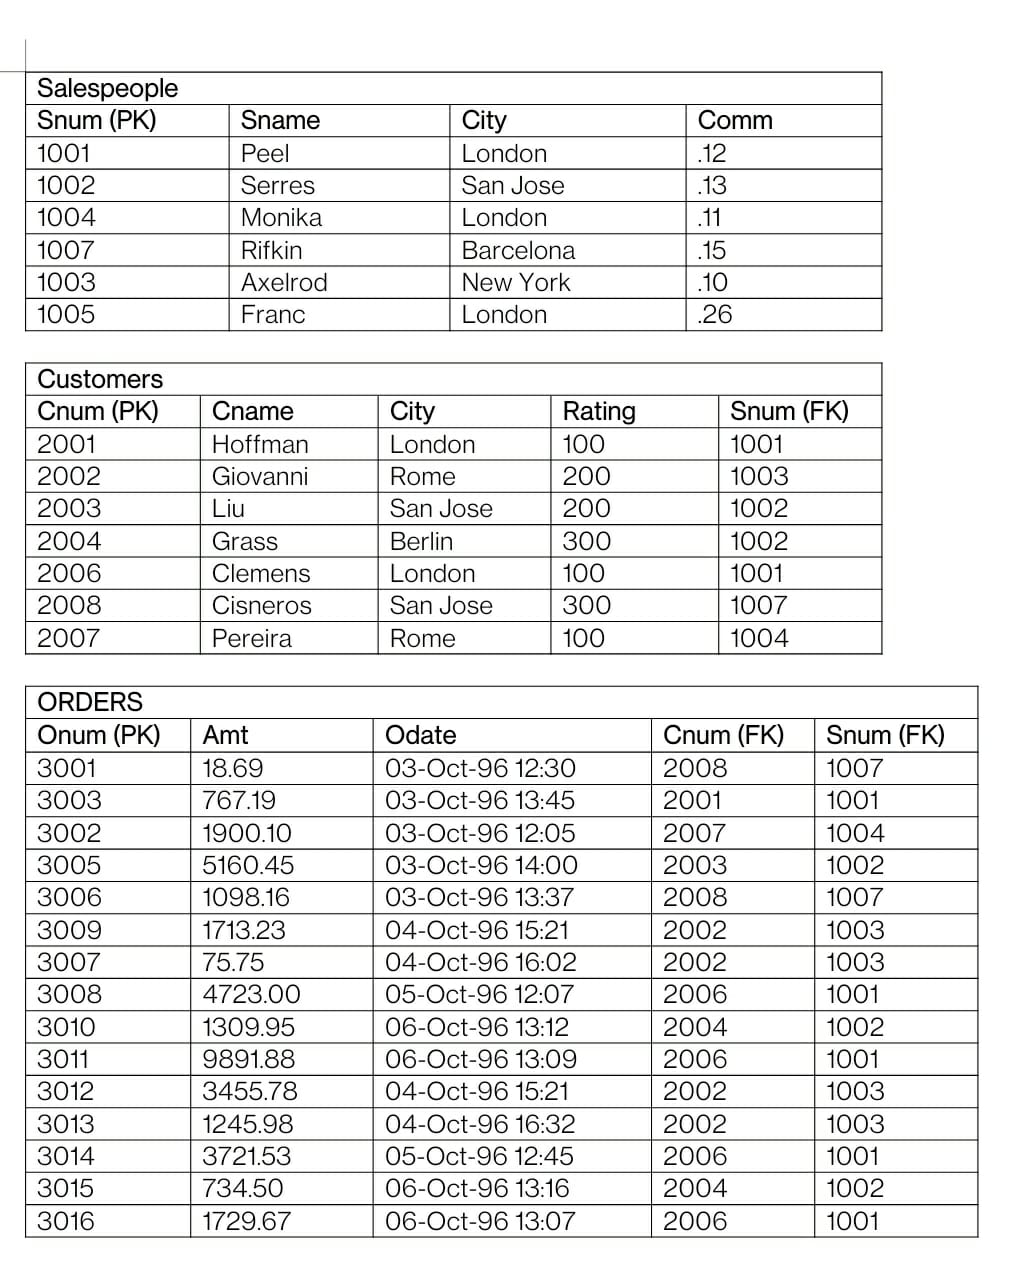 Salespeople
Snum (PK) Sname City Comm
1001 Peel London .12
1002 Serres San Jose .13
1004 Monika London .11
1007 Rifkin Barcelona .15
1003 Axelrod New York .10
1005 Franc London .26
Customers
Cnum (PK) Cname City Rating Snum (FK)
2001 Hoffman London 100 1001
2002 Giovanni Rome 200 1003
2003 Liu San Jose 200 1002
2004 Grass Berlin 300 1002
2006 Clemens London 100 1001
2008 Cisneros San Jose 300 1007
2007 Pereira Rome 100 1004
ORDERS
Onum (PK) Amt Odate Cnum (FK) Snum (FK)
3001 18.69 03-Oct-96 12:30 2008 1007
3003 767.19 03-Oct-96 13:45 2001 1001
3002 1900.10 03-Oct-96 12:05 2007 1004
3005 5160.45 03-Oct-96 14:00 2003 1002
3006 1098.16 03-Oct-96 13:37 2008 1007
3009 1713.23 04-Oct-96 15:21 2002 1003
3007 75.75 04-Oct-96 16:02 2002 1003
3008 4723.00 05-Oct-96 12:07 2006 1001
3010 1309.95 06-Oct-96 13:12 2004 1002
3011 9891.88 06-Oct-96 13:09 2006 1001
3012 3455.78 04-Oct-96 15:21 2002 1003
3013 1245.98 04-Oct-96 16:32 2002 1003
3014 3721.53 05-Oct-96 12:45 2006 1001
3015 734.50 06-Oct-96 13:16 2004 1002
3016 1729.67 06-Oct-96 13:07 2006 1001